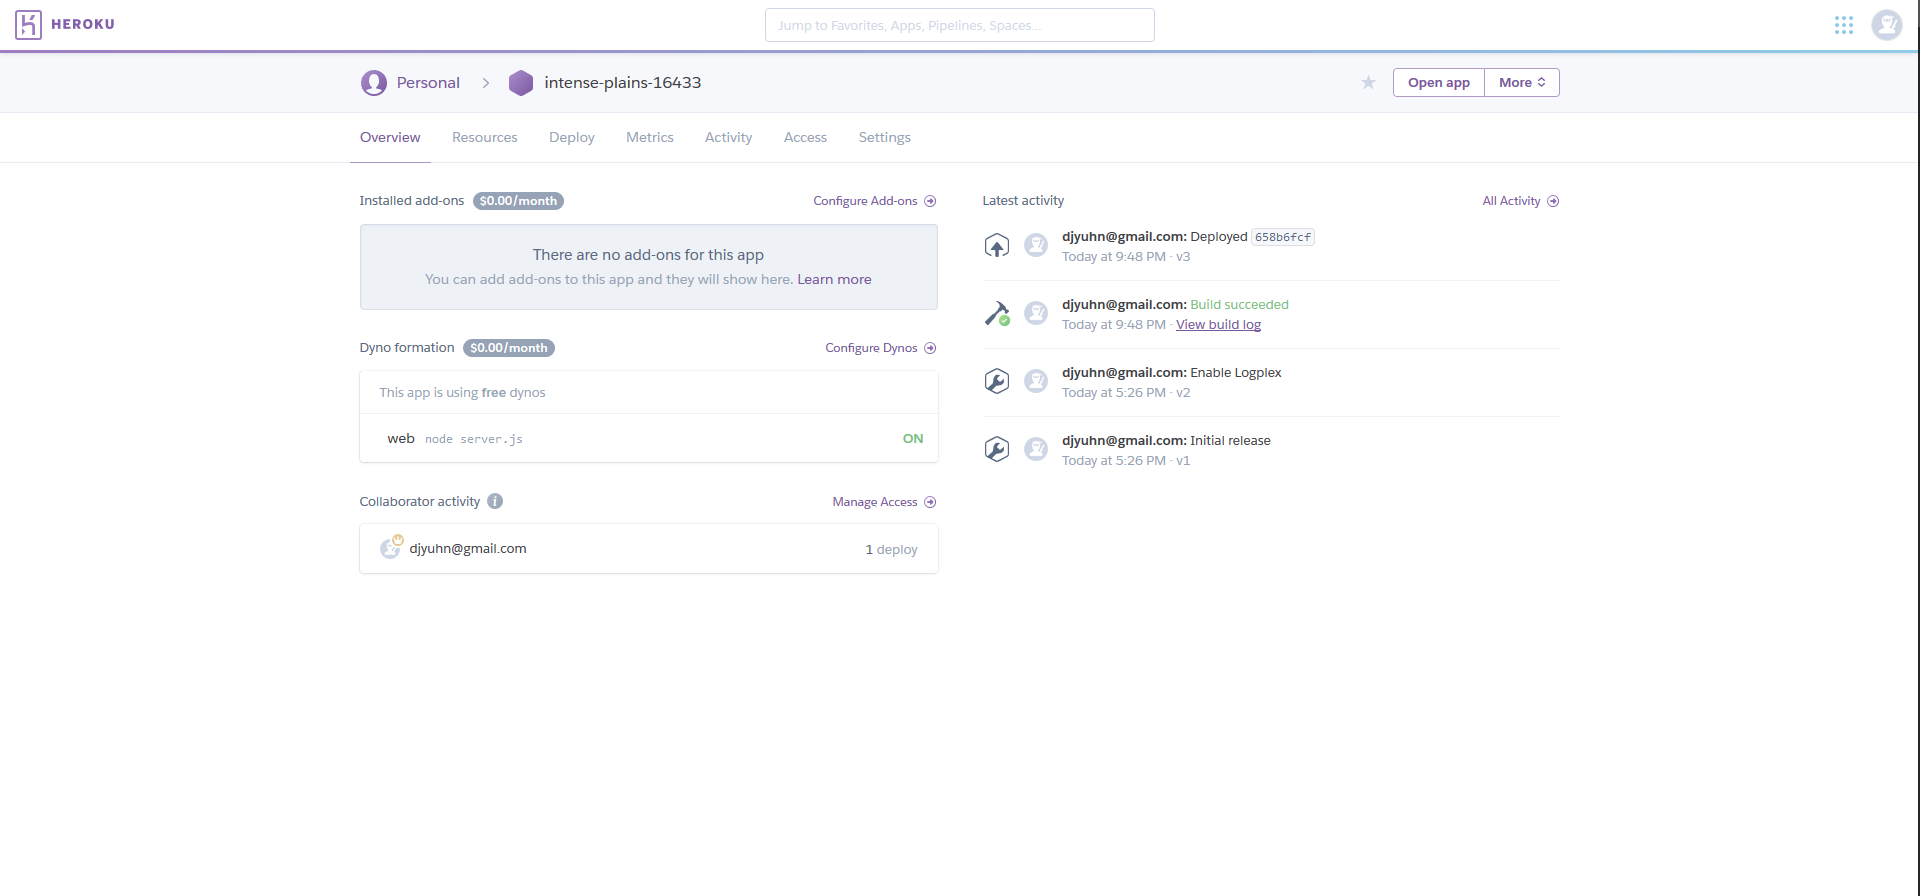 HEROKU
Jump to Favorites, Apps, Pipelines, Spaces...
Personal > intense-plains-16433
Open app
More
Overview Resources Deploy Metrics Activity Access Settings
Installed add-ons $0.00/month Configure Add-ons
There are no add-ons for this app
You can add add-ons to this app and they will show here. Learn more
Dyno formation $0.00/month Configure Dynos
This app is using free dynos
web node server.js ON
Collaborator activity i Manage Access
djyuhn@gmail.com 1 deploy
Latest activity All Activity
djyuhn@gmail.com: Deployed 658b6fcf
Today at 9:48 PM · v3
djyuhn@gmail.com: Build succeeded
Today at 9:48 PM · View build log
djyuhn@gmail.com: Enable Logplex
Today at 5:26 PM · v2
djyuhn@gmail.com: Initial release
Today at 5:26 PM · v1